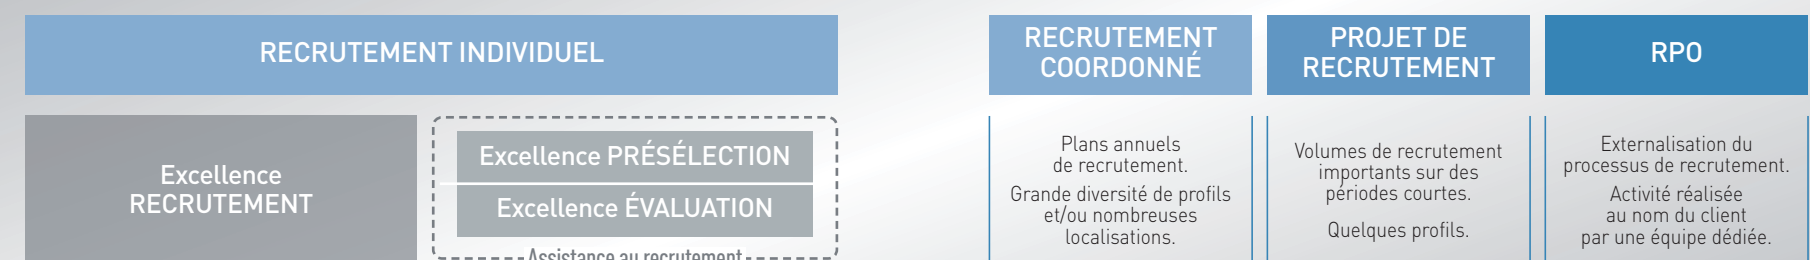 RECRUTEMENT INDIVIDUEL
Excellence
RECRUTEMENT
Excellence PRÉSÉLECTION
Excellence ÉVALUATION
Assistance au recrutement
RECRUTEMENT
COORDONNÉ
Plans annuels
de recrutement.
Grande diversité de profils
et/ou nombreuses
localisations.
PROJET DE
RECRUTEMENT
Volumes de recrutement
importants sur des
périodes courtes.
Quelques profils.
RPO
Externalisation du
processus de recrutement.
Activité réalisée
au nom du client
par une équipe dédiée.